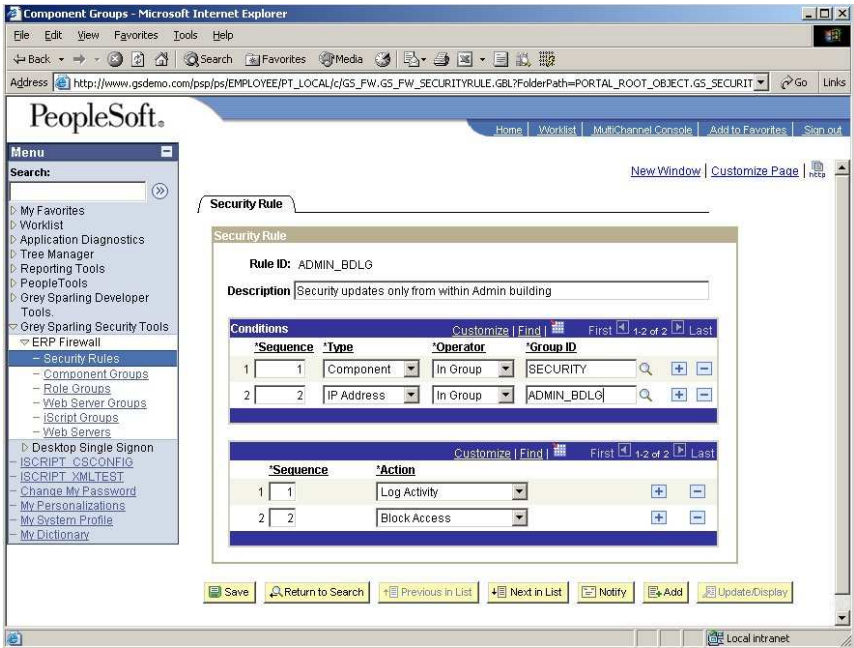 Component Groups - Microsoft Internet Explorer
File Edit View Favorites Tools Help
Back Search Favorites Media
Address http://www.gsdemo.com/psp/ps/EMPLOYEE/PT_LOCAL/c/GS_FW.GS_FW_SECURITYRULE.GBL?FolderPath=PORTAL_ROOT_OBJECT.GS_SECURIT Go Links
PeopleSoft.
Home Worklist MultiChannel Console Add to Favorites Sign out
Menu
Search:
My Favorites
Worklist
Application Diagnostics
Tree Manager
Reporting Tools
PeopleTools
Grey Sparling Developer
Tools.
Grey Sparling Security Tools
ERP Firewall
– Security Rules
– Component Groups
– Role Groups
– Web Server Groups
– iScript Groups
– Web Servers
Desktop Single Signon
– ISCRIPT_CSCONFIG
– ISCRIPT_XMLTEST
– Change My Password
– My Personalizations
– My System Profile
– My Dictionary
New Window | Customize Page | http
Security Rule
Security Rule
Rule ID: ADMIN_BDLG
Description Security updates only from within Admin building
Conditions Customize | Find | First 1-2 of 2 Last
*Sequence *Type *Operator *Group ID
1 1 Component In Group SECURITY
2 2 IP Address In Group ADMIN_BDLG
Customize | Find | First 1-2 of 2 Last
*Sequence *Action
1 1 Log Activity
2 2 Block Access
Save Return to Search Previous in List Next in List Notify Add Update/Display
Local intranet